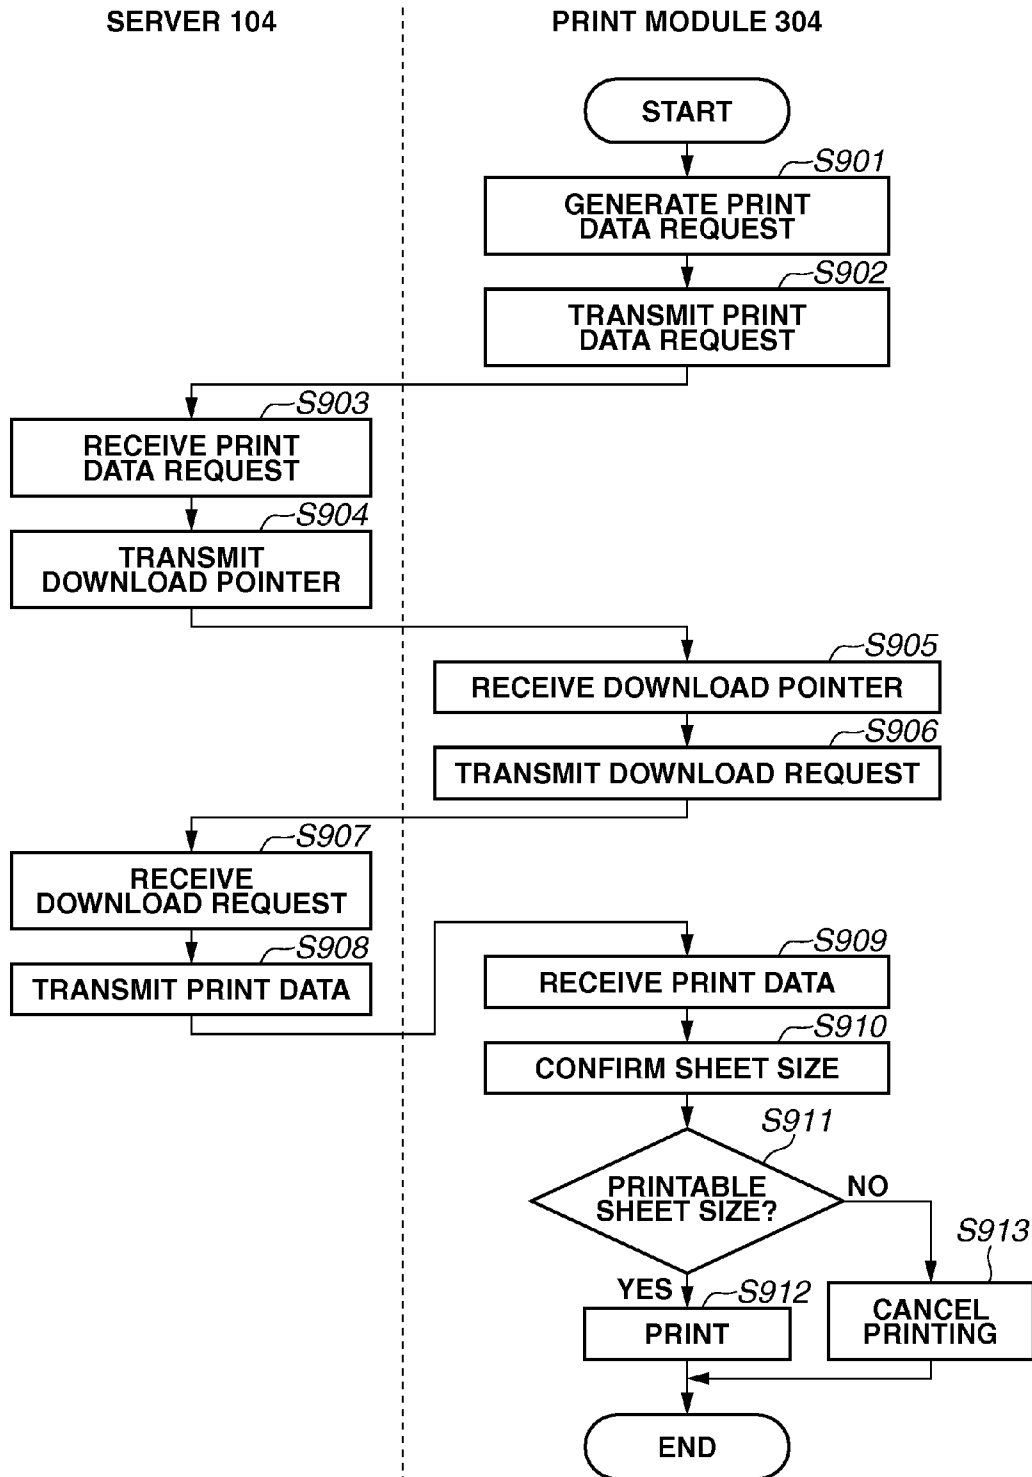 SERVER 104
PRINT MODULE 304
START
S901
GENERATE PRINT
DATA REQUEST
S902
TRANSMIT PRINT
DATA REQUEST
S903
RECEIVE PRINT
DATA REQUEST
S904
TRANSMIT
DOWNLOAD POINTER
S905
RECEIVE DOWNLOAD POINTER
S906
TRANSMIT DOWNLOAD REQUEST
S907
RECEIVE
DOWNLOAD REQUEST
S908
TRANSMIT PRINT DATA
S909
RECEIVE PRINT DATA
S910
CONFIRM SHEET SIZE
S911
PRINTABLE
SHEET SIZE?
NO
YES
S912
PRINT
S913
CANCEL
PRINTING
END